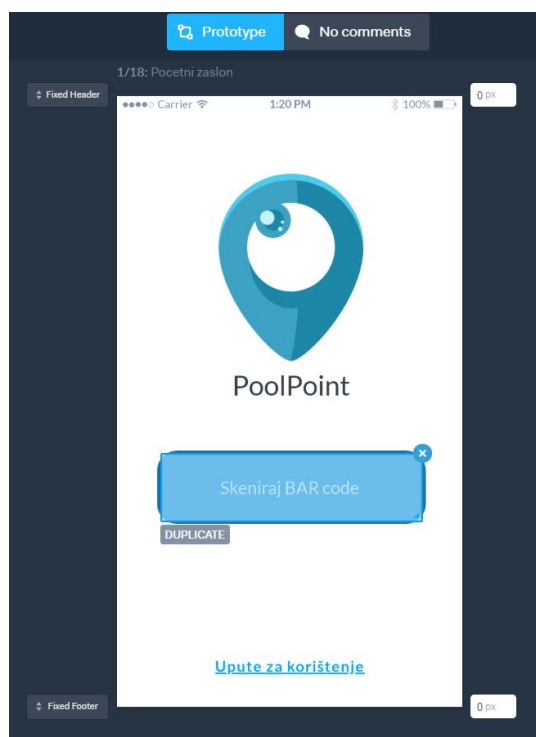 Prototype No comments
1/18: Pocetni zaslon
Fixed Header 0 px
Carrier 1:20 PM 100%
PoolPoint
Skeniraj BAR code
DUPLICATE
Upute za korištenje
Fixed Footer 0 px